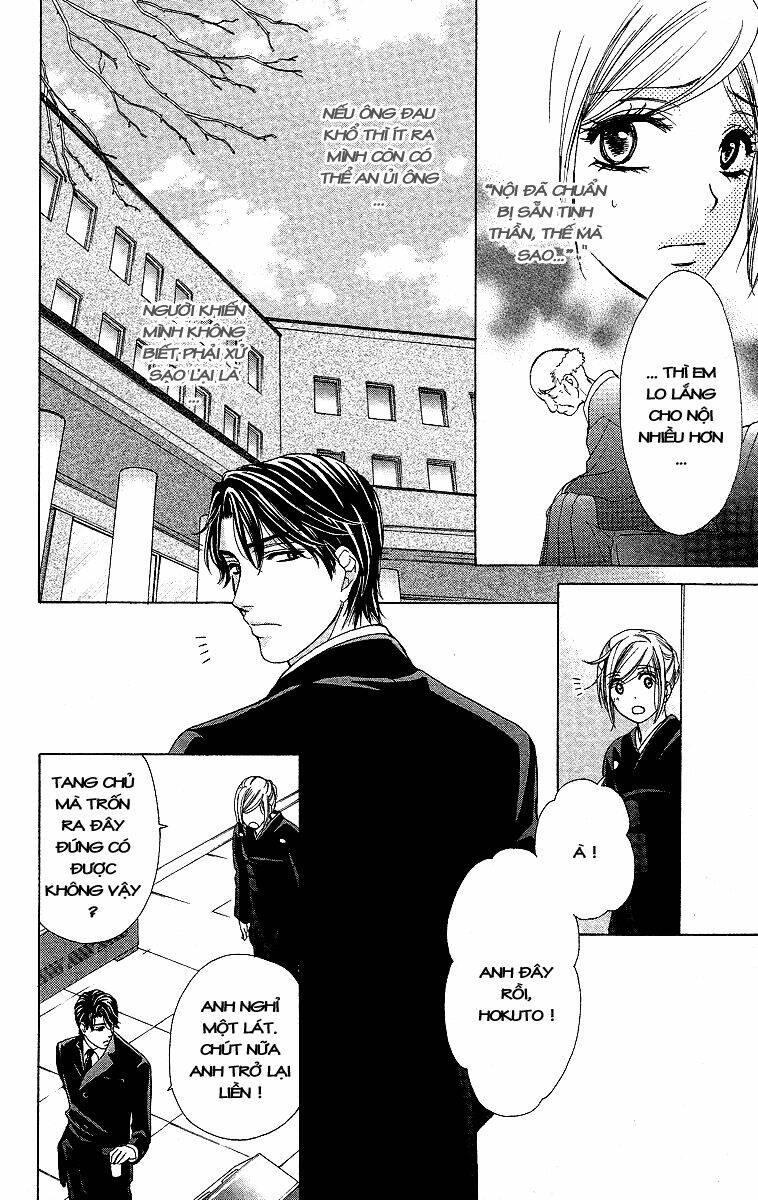 "NỘI ĐÃ CHUẨN
BỊ SẴN TINH
THẦN, THẾ MÀ
SAO..."
... THÌ EM
LO LẮNG
CHO NỘI
NHIỀU HƠN
...
NẾU ÔNG ĐAU
KHỔ THÌ ÍT RA
MÌNH CÒN CÓ
THỂ AN ỦI ÔNG
...
NGƯỜI KHIẾN
MÌNH KHÔNG
BIẾT PHẢI XỬ
SAO LẠI LÀ
...
À !
ANH ĐÂY
RỒI,
HOKUTO !
TANG CHỦ
MÀ TRỐN
RA ĐÂY
ĐỨNG CÓ
ĐƯỢC
KHÔNG VẬY
?
ANH NGHỈ
MỘT LÁT.
CHÚT NỮA
ANH TRỞ LẠI
LIỀN !